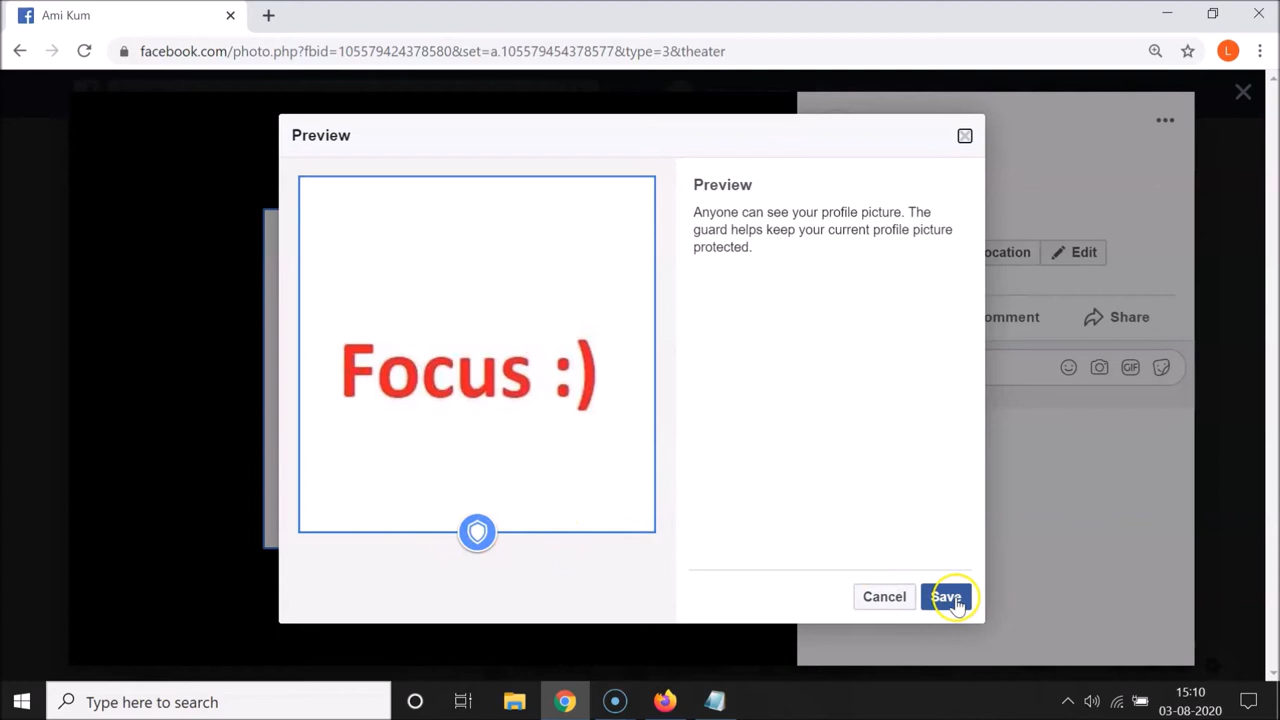 Ami Kum
facebook.com/photo.php?fbid=105579424378580&set=a.105579454378577&type=3&theater
L
Preview
Preview
Anyone can see your profile picture. The
guard helps keep your current profile picture
protected.
Focus :)
ocation
Edit
omment
Share
GIF
Cancel
Save
Type here to search
15:10
03-08-2020